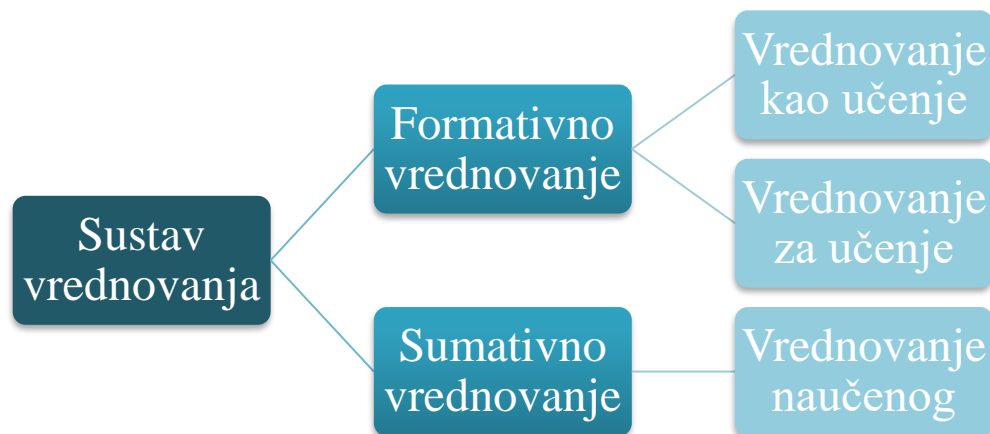 Sustav
vrednovanja
Formativno
vrednovanje
Vrednovanje
kao učenje
Vrednovanje
za učenje
Sumativno
vrednovanje
Vrednovanje
naučenog